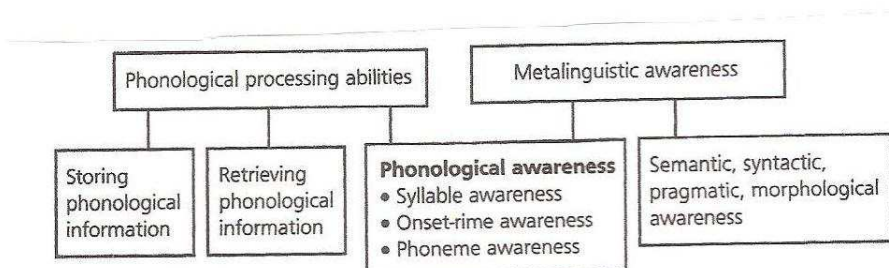 Phonological processing abilities
Metalinguistic awareness
Storing
phonological
information
Retrieving
phonological
information
Phonological awareness
• Syllable awareness
• Onset-rime awareness
• Phoneme awareness
Semantic, syntactic,
pragmatic, morphological
awareness